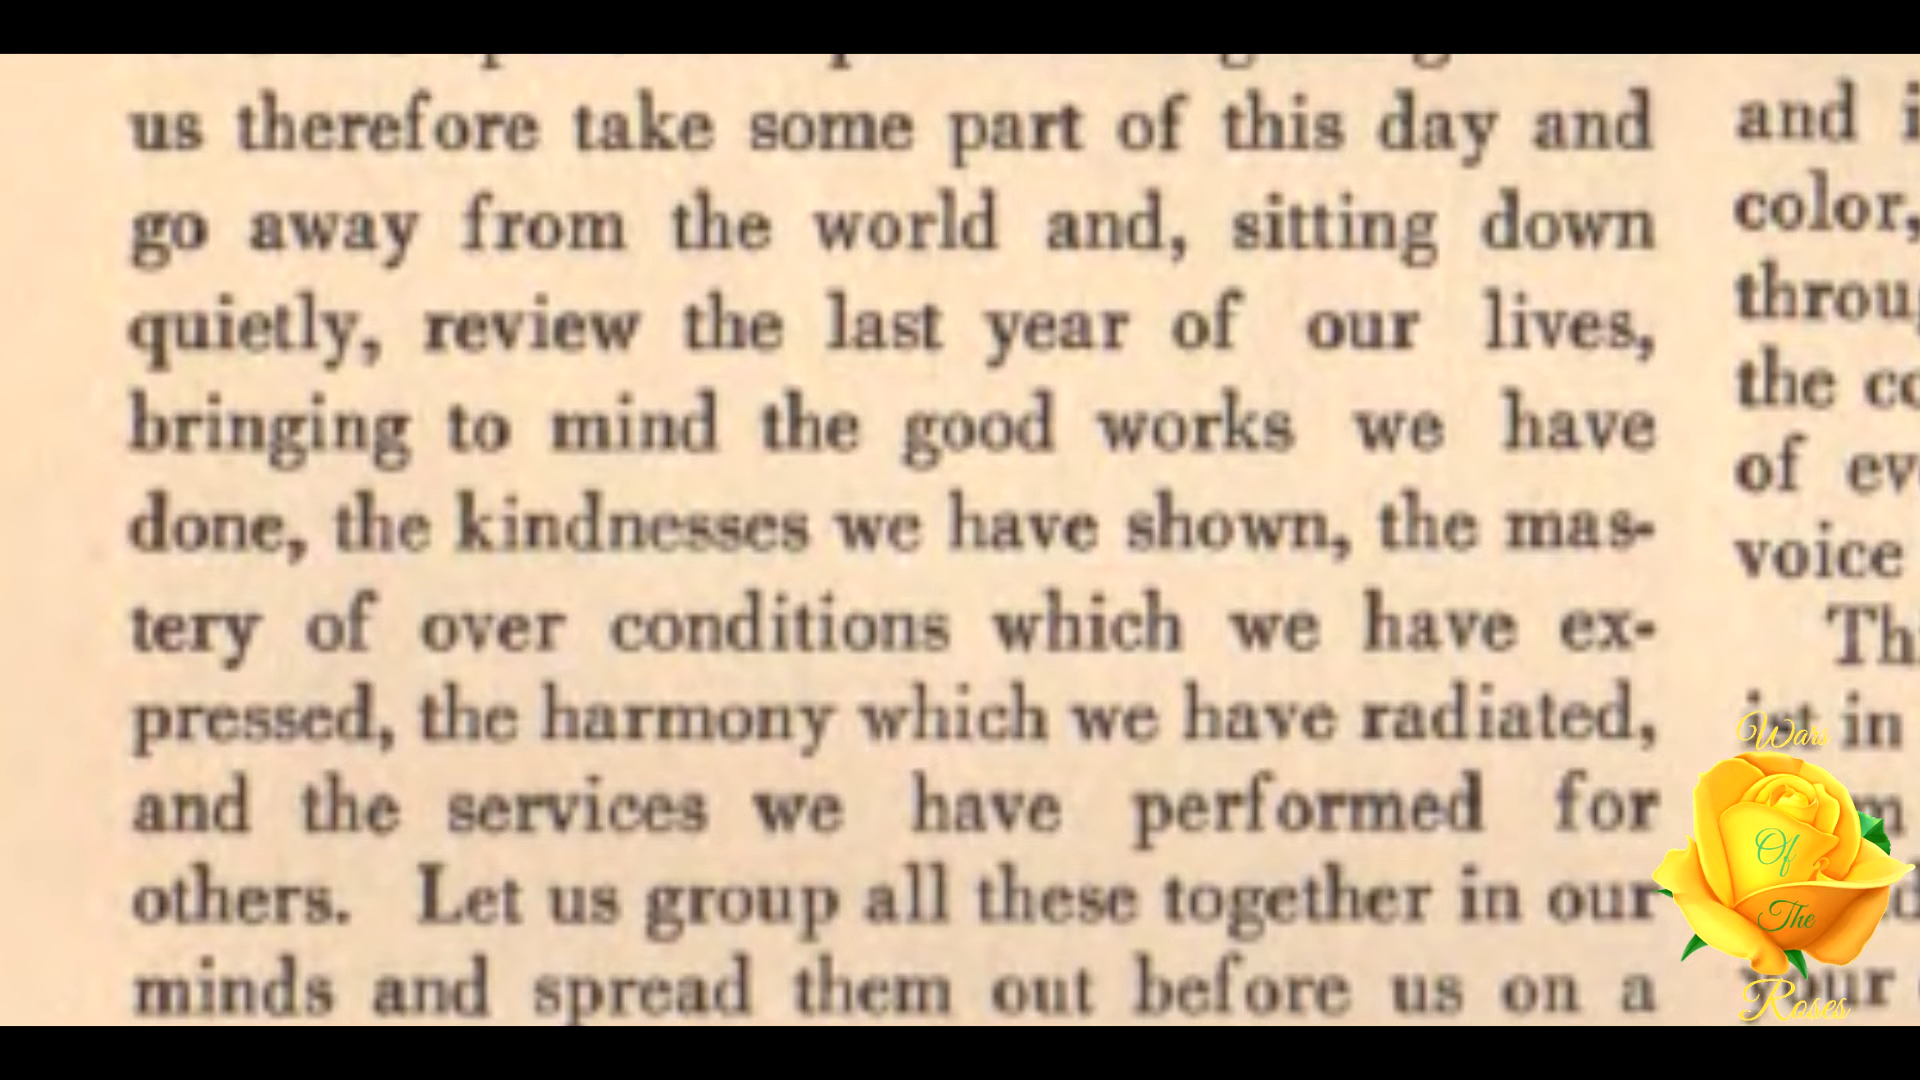 us therefore take some part of this day and
go away from the world and, sitting down
quietly, review the last year of our lives,
bringing to mind the good works we have
done, the kindnesses we have shown, the mas-
tery of over conditions which we have ex-
pressed, the harmony which we have radiated,
and the services we have performed for
others. Let us group all these together in our
minds and spread them out before us on a
and
color,
the
of
voice
in
Wars
Of
The
Roses